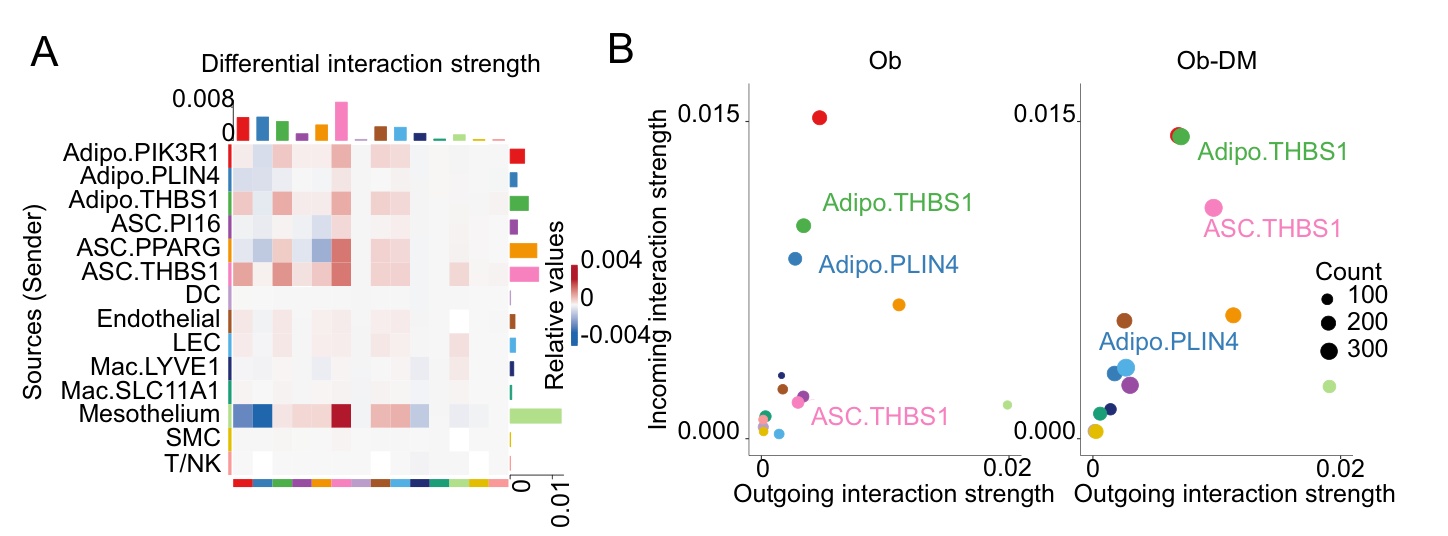 A
Differential interaction strength
0.008
0
Adipo.PIK3R1
Adipo.PLIN4
Adipo.THBS1
ASC.PI16
ASC.PPARG
ASC.THBS1
DC
Endothelial
LEC
Mac.LYVE1
Mac.SLC11A1
Mesothelium
SMC
T/NK
Sources (Sender)
0
0.01
Relative values
0.004
0
-0.004
B
Ob
Incoming interaction strength
0.015
0.000
Adipo.THBS1
Adipo.PLIN4
ASC.THBS1
0
0.02
Outgoing interaction strength
Ob-DM
0.015
0.000
Adipo.THBS1
ASC.THBS1
Adipo.PLIN4
0
0.02
Outgoing interaction strength
Count
100
200
300